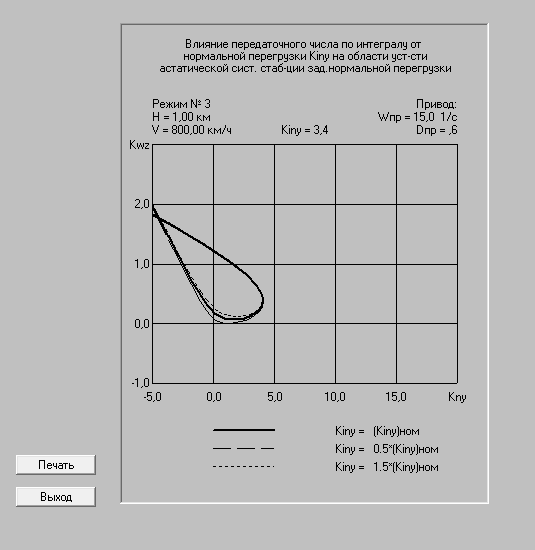 Влияние передаточного числа по интегралу от
нормальной перегрузки Kiny на области уст-сти
астатической сист. стаб-ции зад.нормальной перегрузки
Режим № 3
Привод:
H = 1,00 км
Wпр = 15,0 1/с
V = 800,00 км/ч
Kiny = 3,4
Dпр = ,6
Kwz
2,0
1,0
0,0
-1,0
-5,0 0,0 5,0 10,0 15,0 Kny
Kiny = (Kiny)ном
Kiny = 0.5*(Kiny)ном
Kiny = 1.5*(Kiny)ном
Печать
Выход